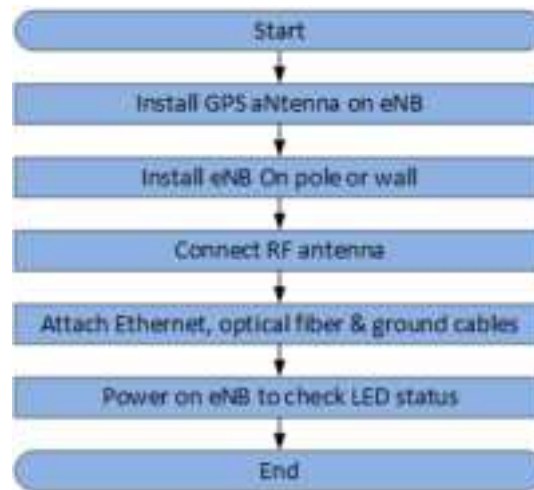 Start
Install GPS aNtenna on eNB
Install eNB On pole or wall
Connect RF antenna
Attach Ethernet, optical fiber & ground cables
Power on eNB to check LED status
End